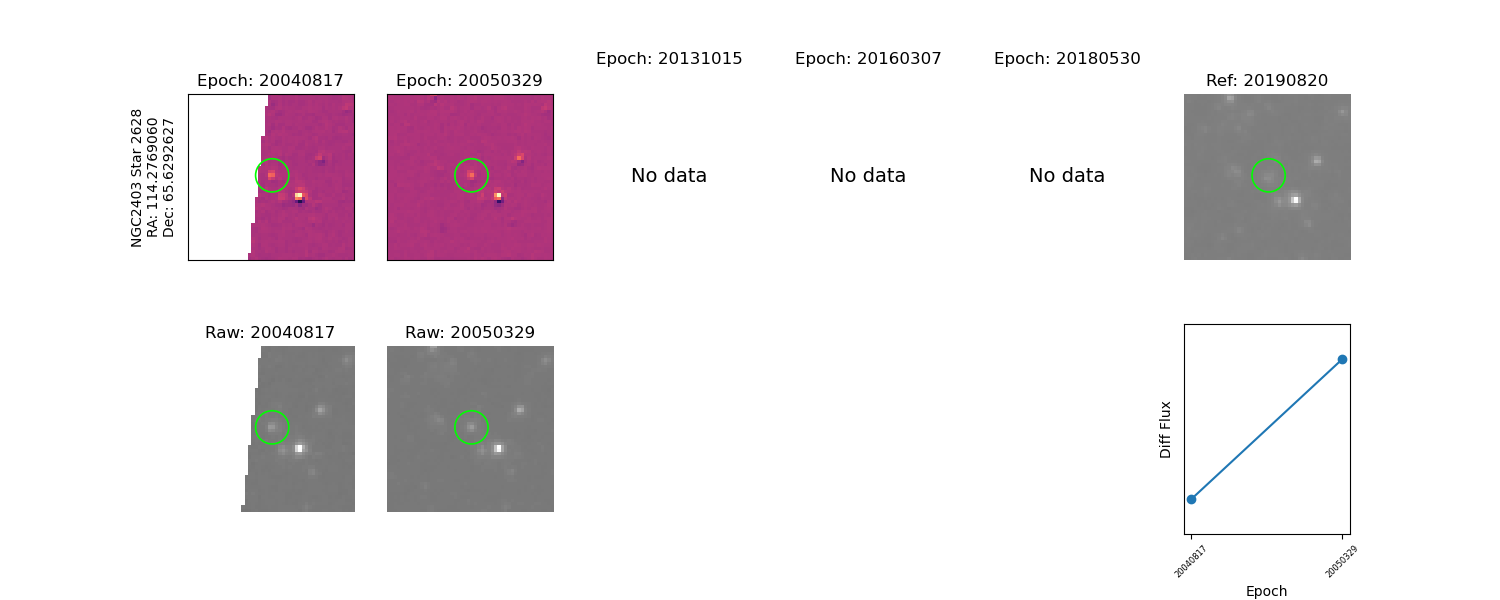 Epoch: 20040817
Epoch: 20050329
Epoch: 20131015
Epoch: 20160307
Epoch: 20180530
Ref: 20190820
NGC2403 Star 2628
RA: 114.2769060
Dec: 65.6292627
No data
No data
No data
Raw: 20040817
Raw: 20050329
Diff Flux
20040817
20050329
Epoch